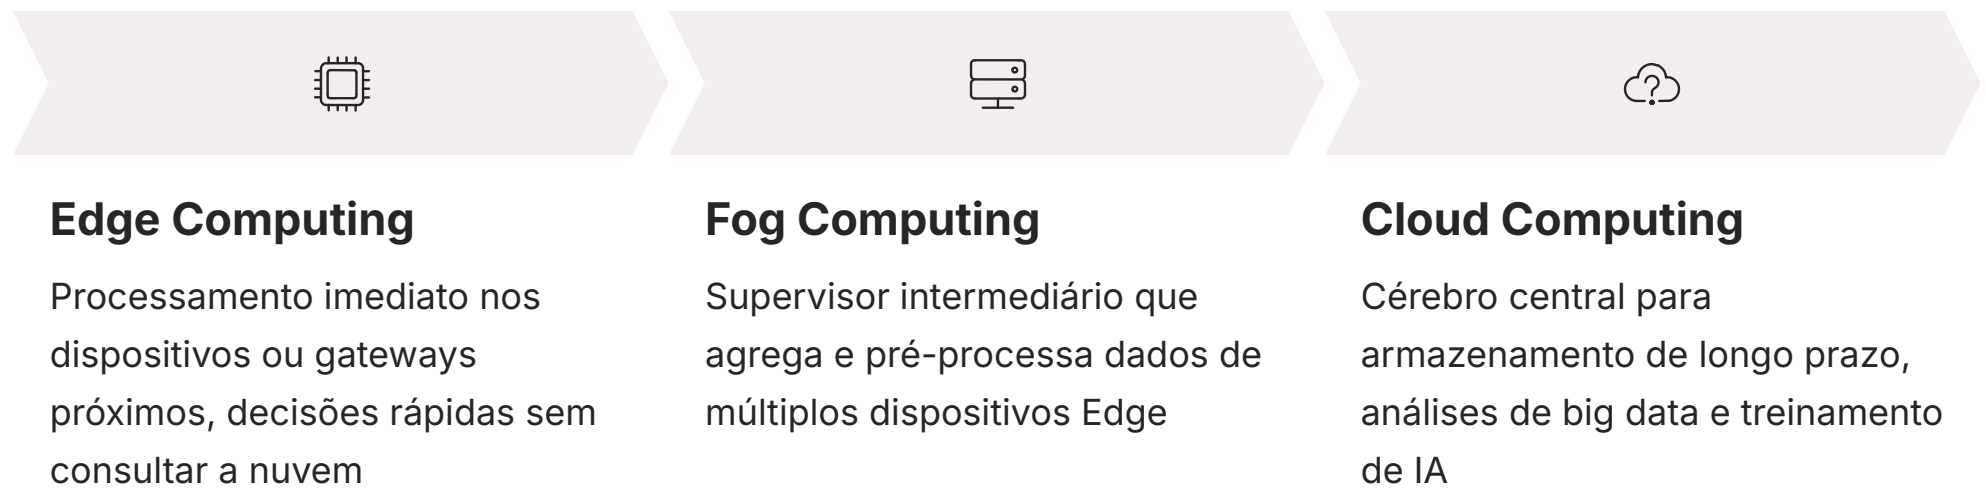 Edge Computing
Processamento imediato nos
dispositivos ou gateways
próximos, decisões rápidas sem
consultar a nuvem
Fog Computing
Supervisor intermediário que
agrega e pré-processa dados de
múltiplos dispositivos Edge
Cloud Computing
Cérebro central para
armazenamento de longo prazo,
análises de big data e treinamento
de IA